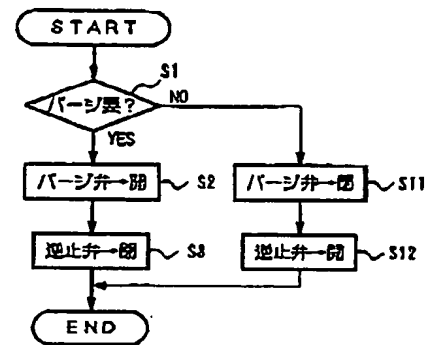 START
S1
パージ要?
NO
YES
パージ弁→開 S2
パージ弁→閉 S11
逆止弁→閉 S3
逆止弁→開 S12
END